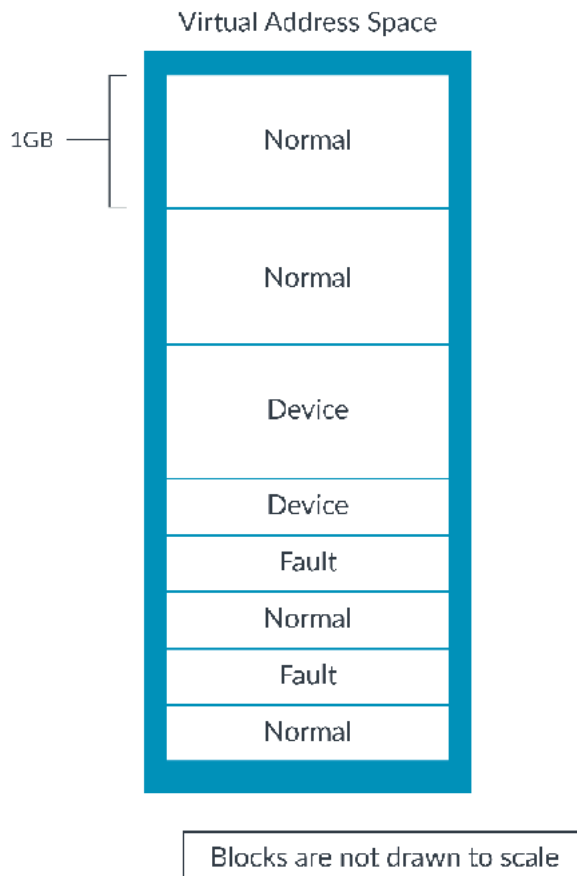 Virtual Address Space
1GB
Normal
Normal
Device
Device
Fault
Normal
Fault
Normal
Blocks are not drawn to scale